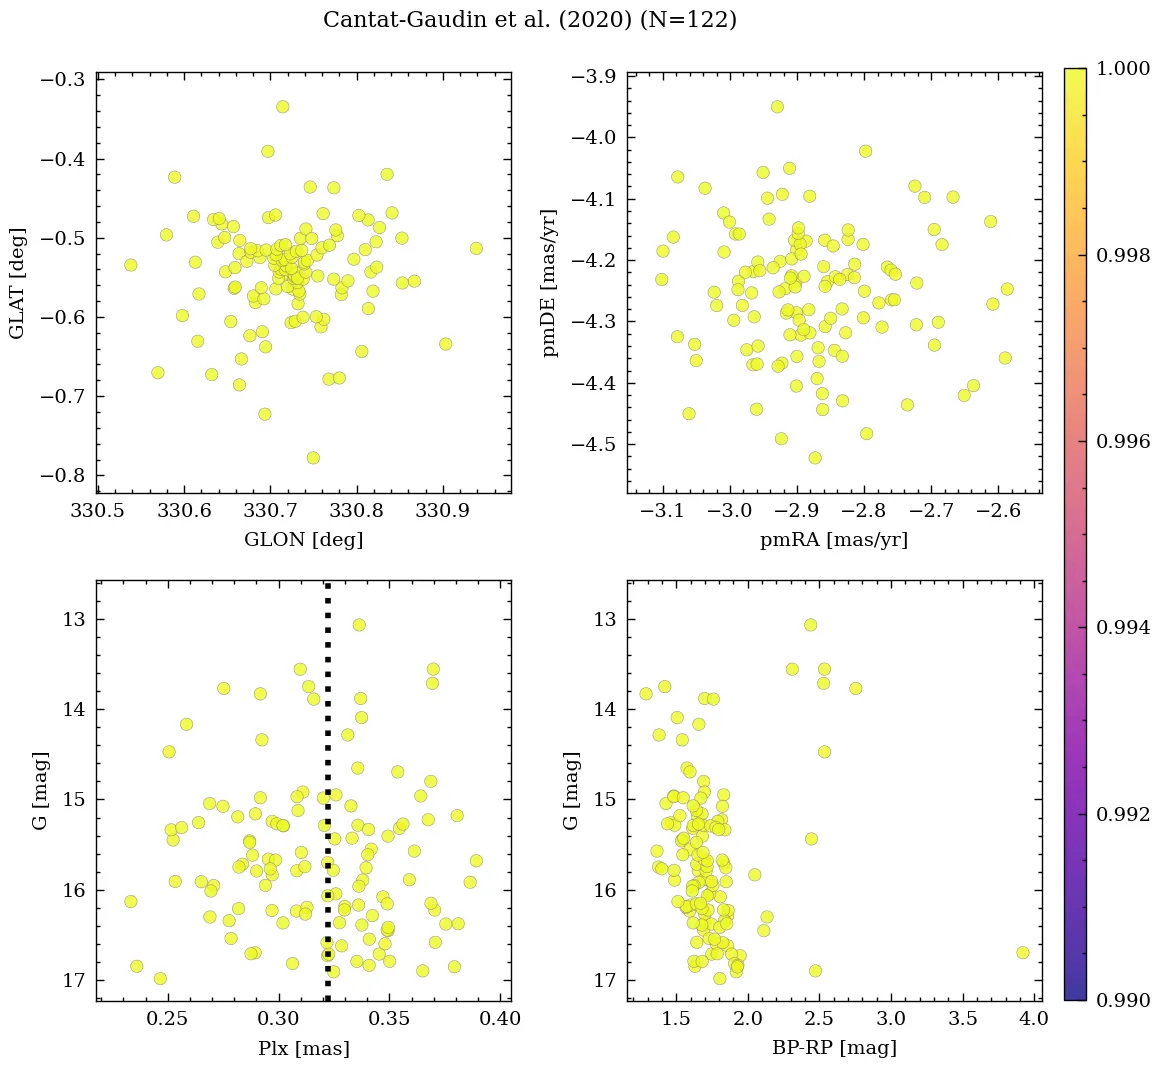 Cantat-Gaudin et al. (2020) (N=122)
−0.3
−0.4
−0.5
−0.6
−0.7
−0.8
GLAT [deg]
330.5 330.6 330.7 330.8 330.9
GLON [deg]
−3.9
−4.0
−4.1
−4.2
−4.3
−4.4
−4.5
pmDE [mas/yr]
−3.1 −3.0 −2.9 −2.8 −2.7 −2.6
pmRA [mas/yr]
13
14
15
16
17
G [mag]
0.25 0.30 0.35 0.40
Plx [mas]
13
14
15
16
17
G [mag]
1.5 2.0 2.5 3.0 3.5 4.0
BP-RP [mag]
1.000
0.998
0.996
0.994
0.992
0.990